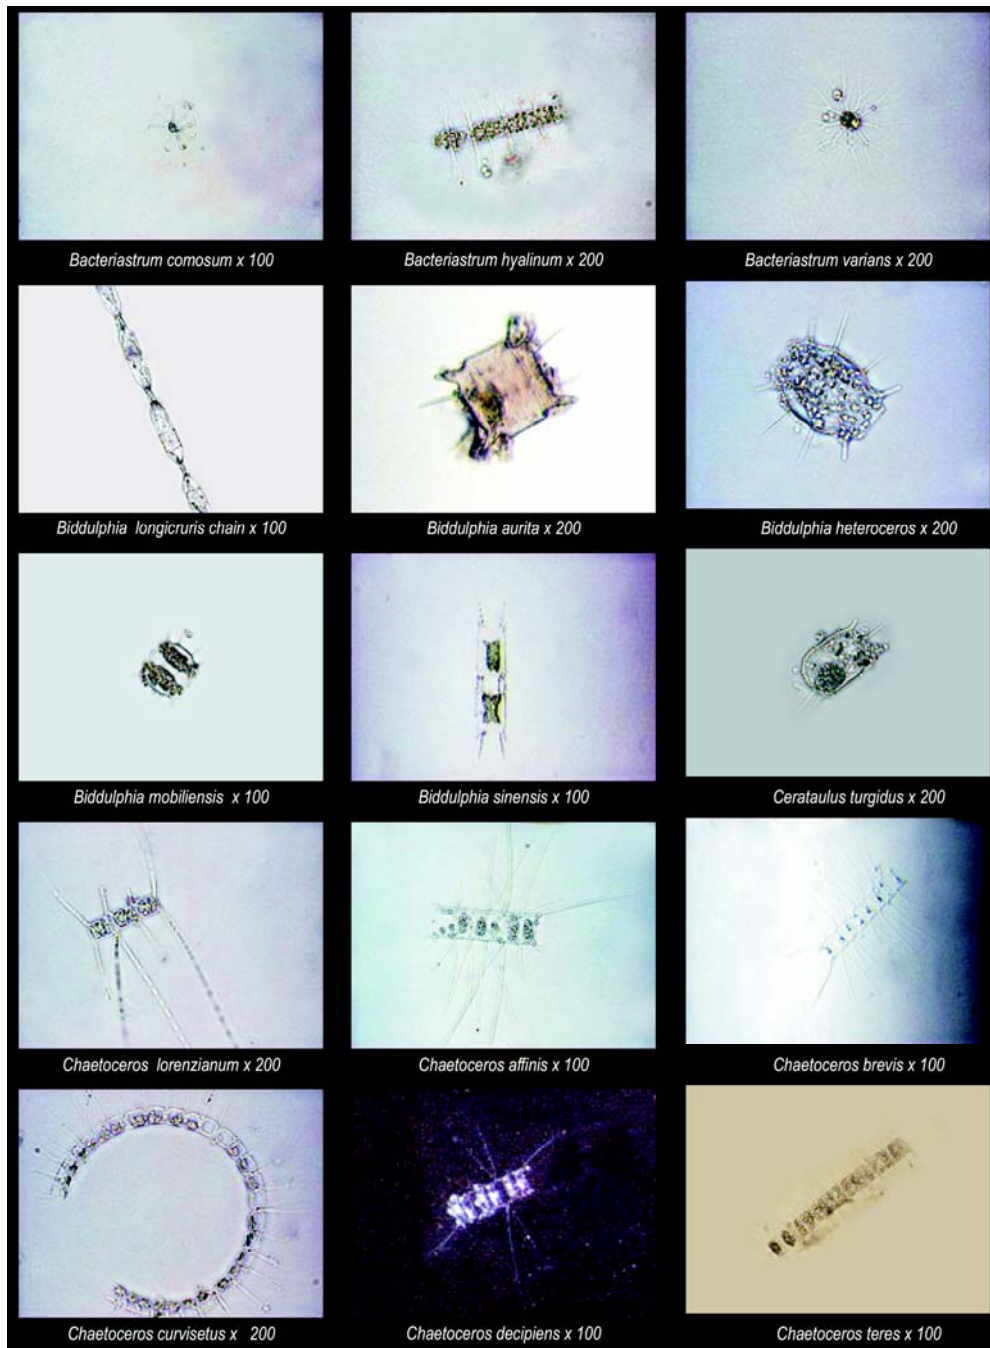 Bacteriastrum comosum x 100
Bacteriastrum hyalinum x 200
Bacteriastrum varians x 200
Biddulphia longicruris chain x 100
Biddulphia aurita x 200
Biddulphia heteroceros x 200
Biddulphia mobiliensis x 100
Biddulphia sinensis x 100
Cerataulus turgidus x 200
Chaetoceros lorenzianum x 200
Chaetoceros affinis x 100
Chaetoceros brevis x 100
Chaetoceros curvisetus x 200
Chaetoceros decipiens x 100
Chaetoceros teres x 100